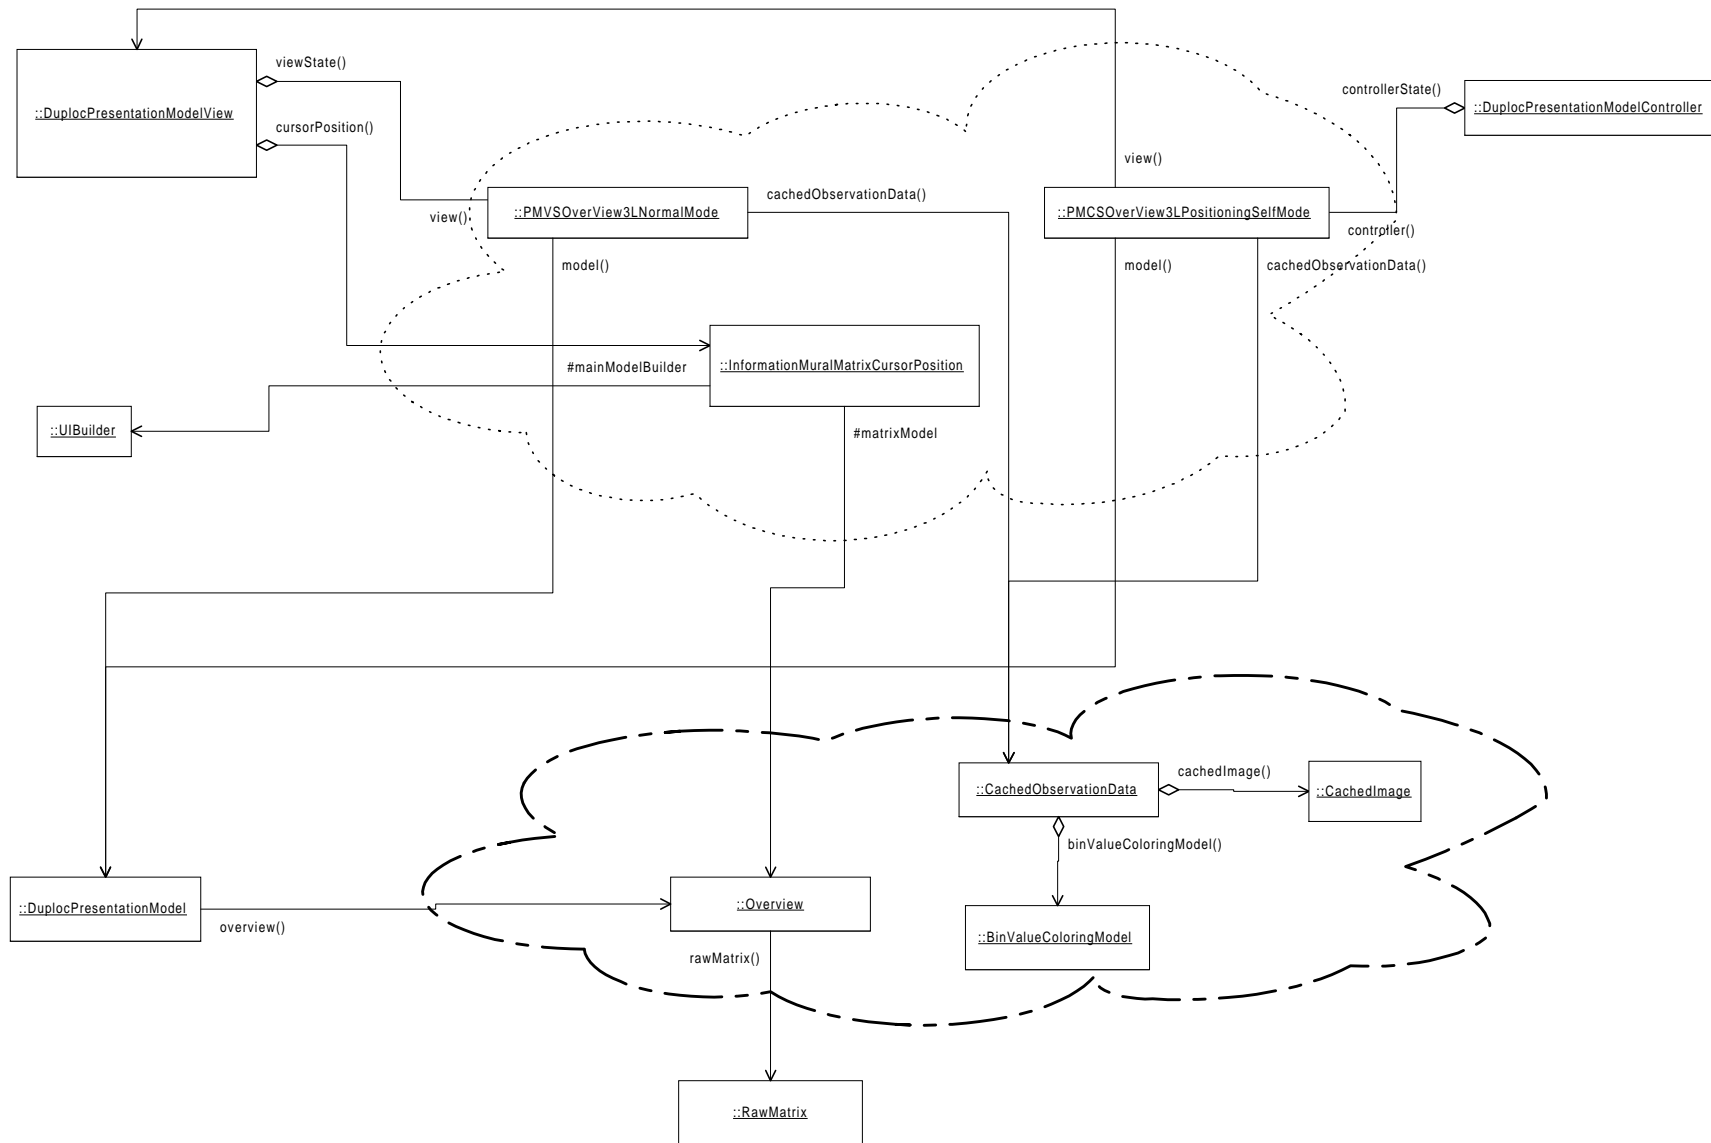 viewState()
::DuplocPresentationModelView
cursorPosition()
controllerState()
::DuplocPresentationModelController
view()
cachedObservationData()
::PMVSOverView3LNormalMode
view()
::PMCSOverView3LPositioningSelfMode
controller()
model()
model()
cachedObservationData()
::InformationMuralMatrixCursorPosition
#mainModelBuilder
::UIBuilder
#matrixModel
cachedImage()
::CachedObservationData
::CachedImage
binValueColoringModel()
::DuplocPresentationModel
overview()
::Overview
::BinValueColoringModel
rawMatrix()
::RawMatrix